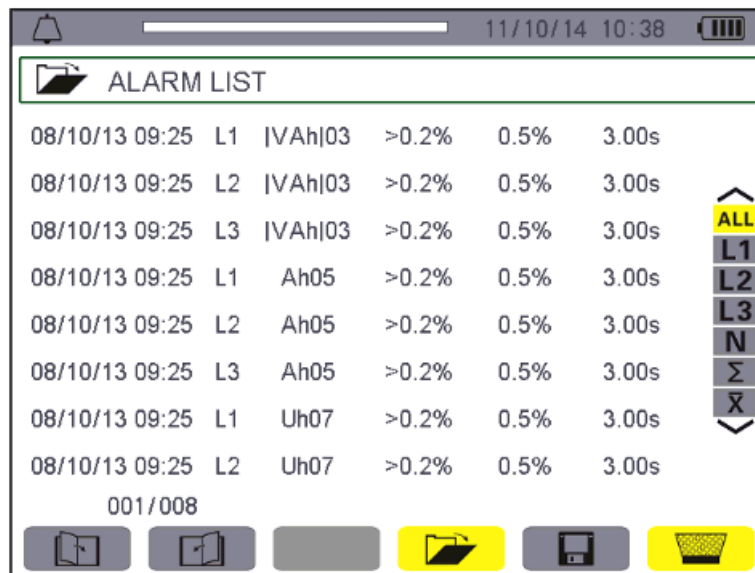 11/10/14 10:38
ALARM LIST
08/10/13 09:25 L1 |VAh|03 >0.2% 0.5% 3.00s
08/10/13 09:25 L2 |VAh|03 >0.2% 0.5% 3.00s
08/10/13 09:25 L3 |VAh|03 >0.2% 0.5% 3.00s
08/10/13 09:25 L1 Ah05 >0.2% 0.5% 3.00s
08/10/13 09:25 L2 Ah05 >0.2% 0.5% 3.00s
08/10/13 09:25 L3 Ah05 >0.2% 0.5% 3.00s
08/10/13 09:25 L1 Uh07 >0.2% 0.5% 3.00s
08/10/13 09:25 L2 Uh07 >0.2% 0.5% 3.00s
001/008
ALL
L1
L2
L3
N
Σ
X̅